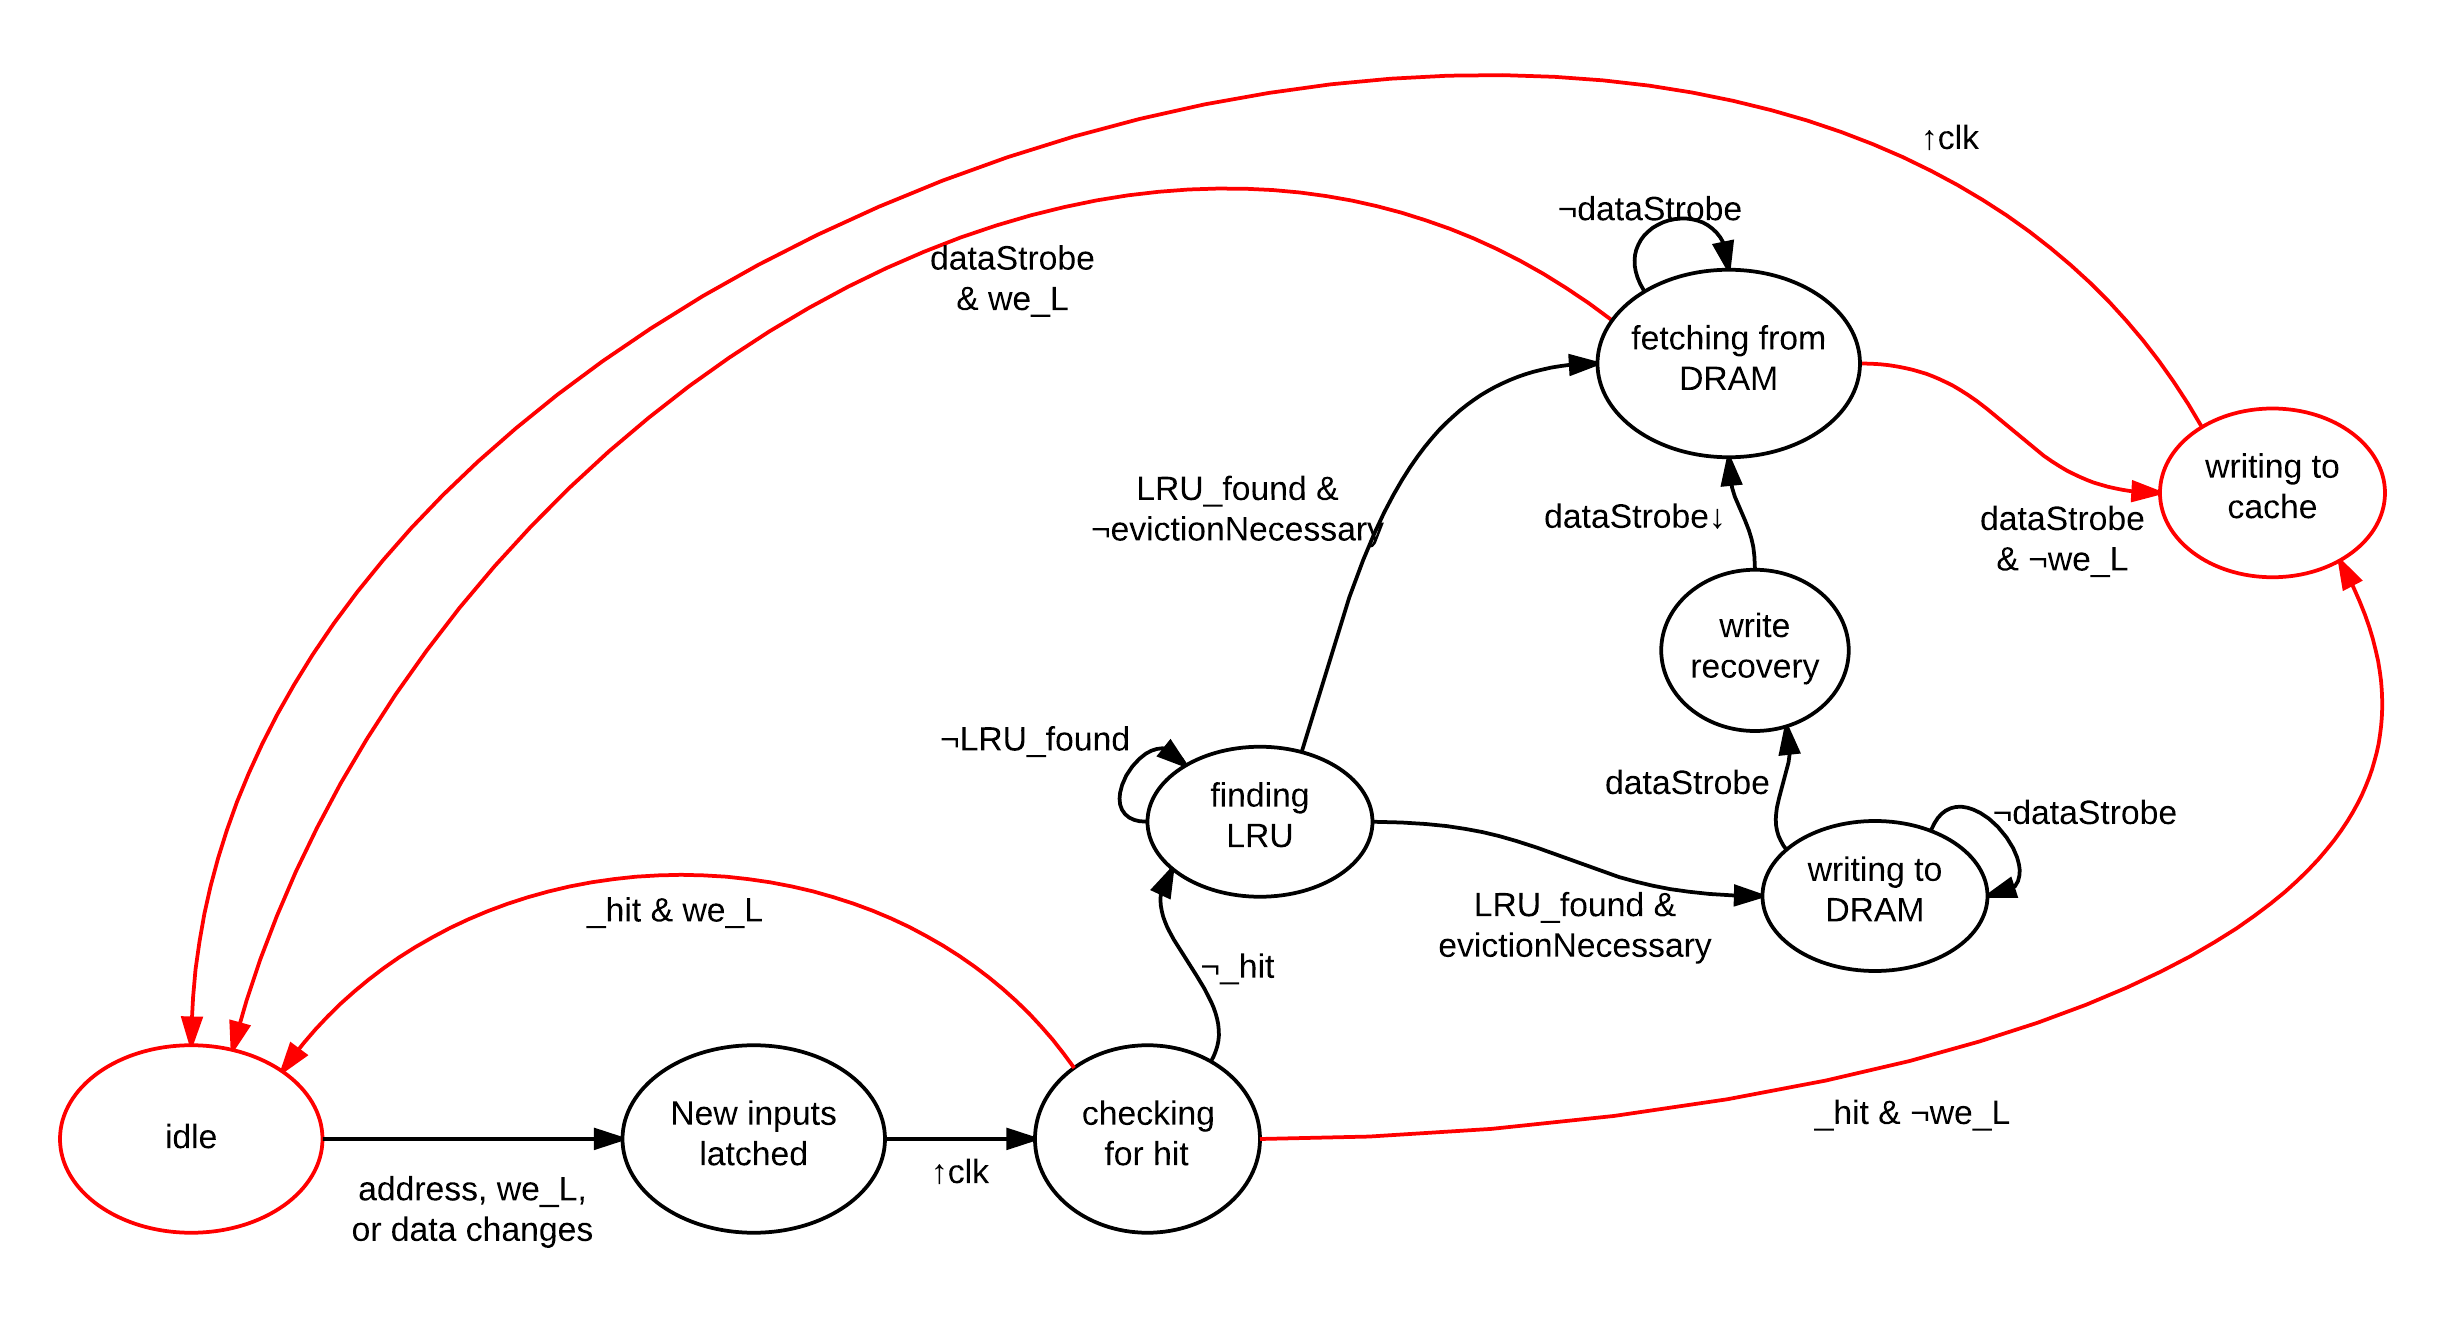 ↑clk
¬dataStrobe
dataStrobe
& we_L
fetching from
DRAM
writing to
cache
LRU_found &
¬evictionNecessary
dataStrobe↓
dataStrobe
& ¬we_L
write
recovery
¬LRU_found
finding
LRU
dataStrobe
¬dataStrobe
writing to
DRAM
LRU_found &
evictionNecessary
_hit & we_L
¬_hit
idle
New inputs
latched
checking
for hit
_hit & ¬we_L
↑clk
address, we_L,
or data changes